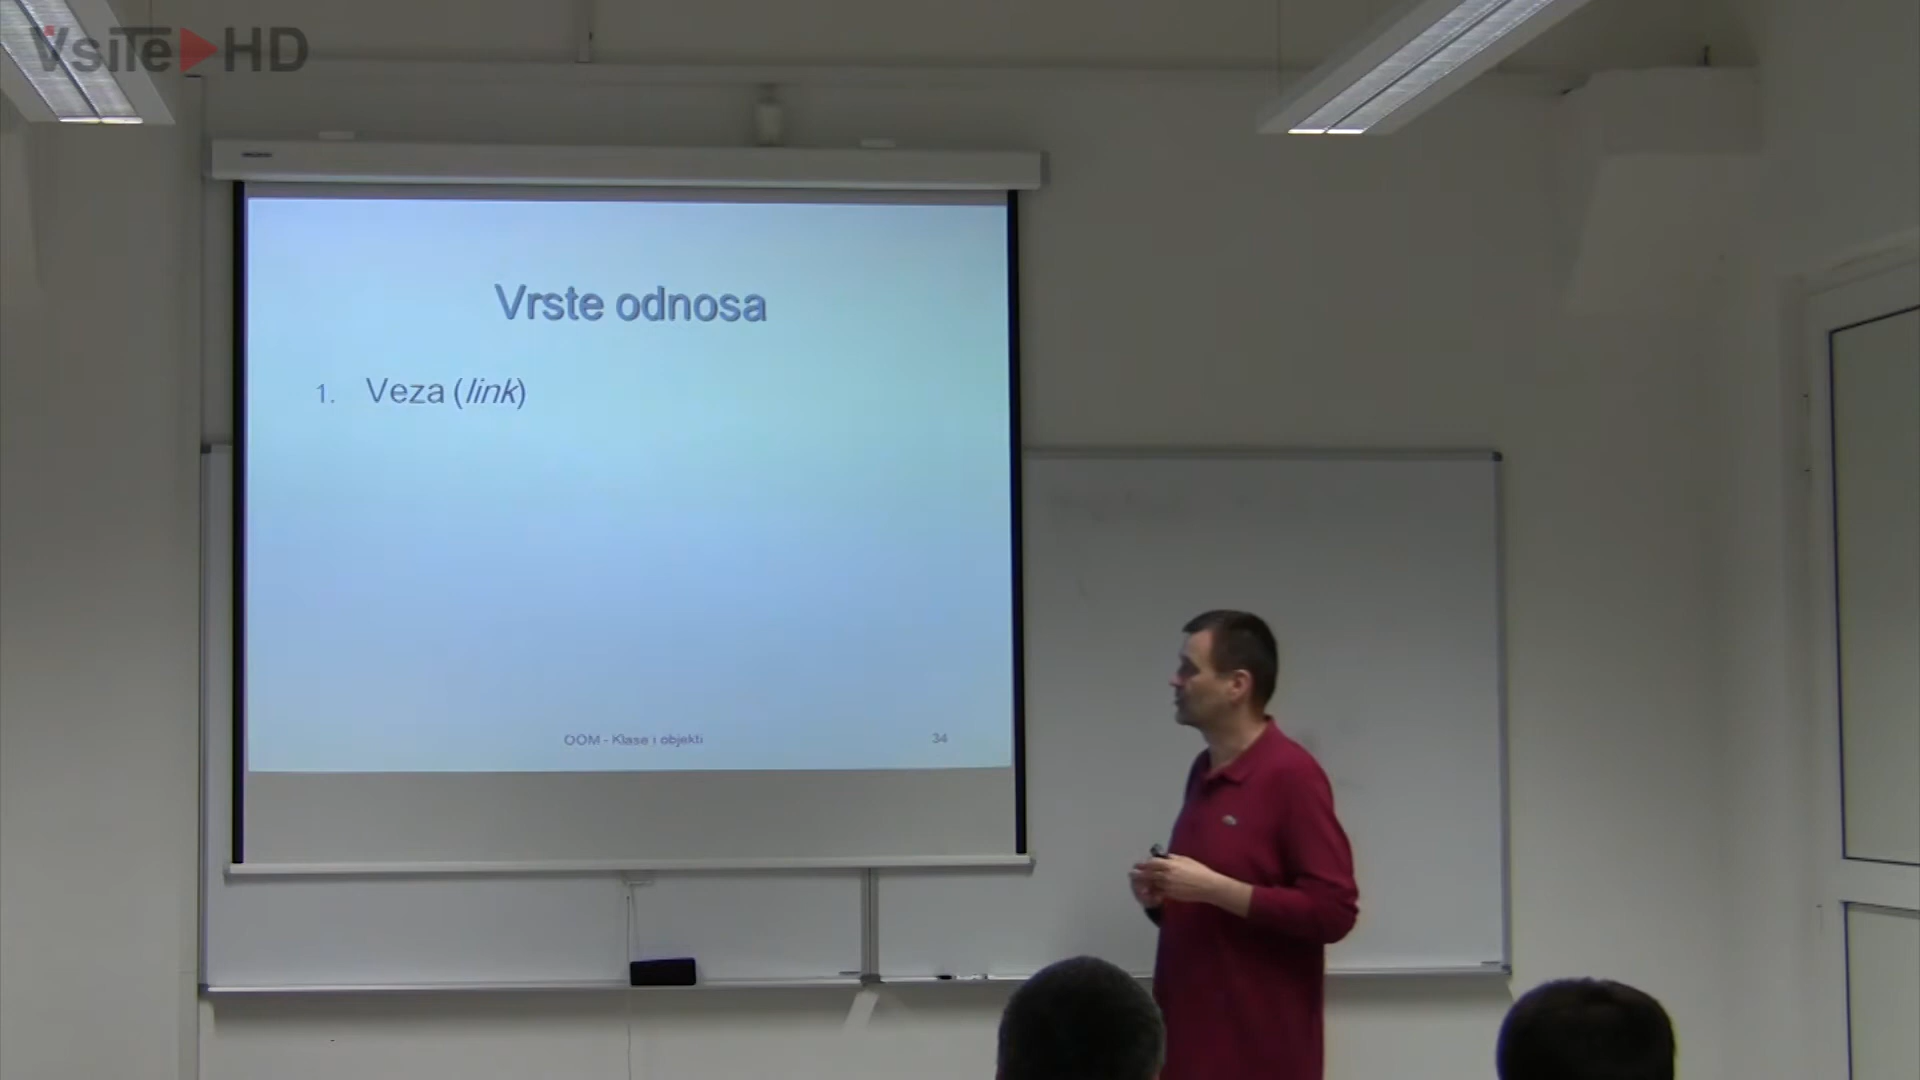 VsiTe HD
Vrste odnosa
1. Veza (link)
OOM - Klase i objekti
34